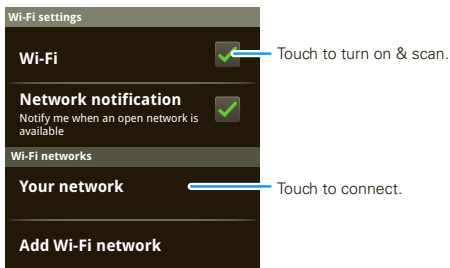 Wi-Fi settings
Wi-Fi
Touch to turn on & scan.
Network notification
Notify me when an open network is
available
Wi-Fi networks
Your network
Touch to connect.
Add Wi-Fi network